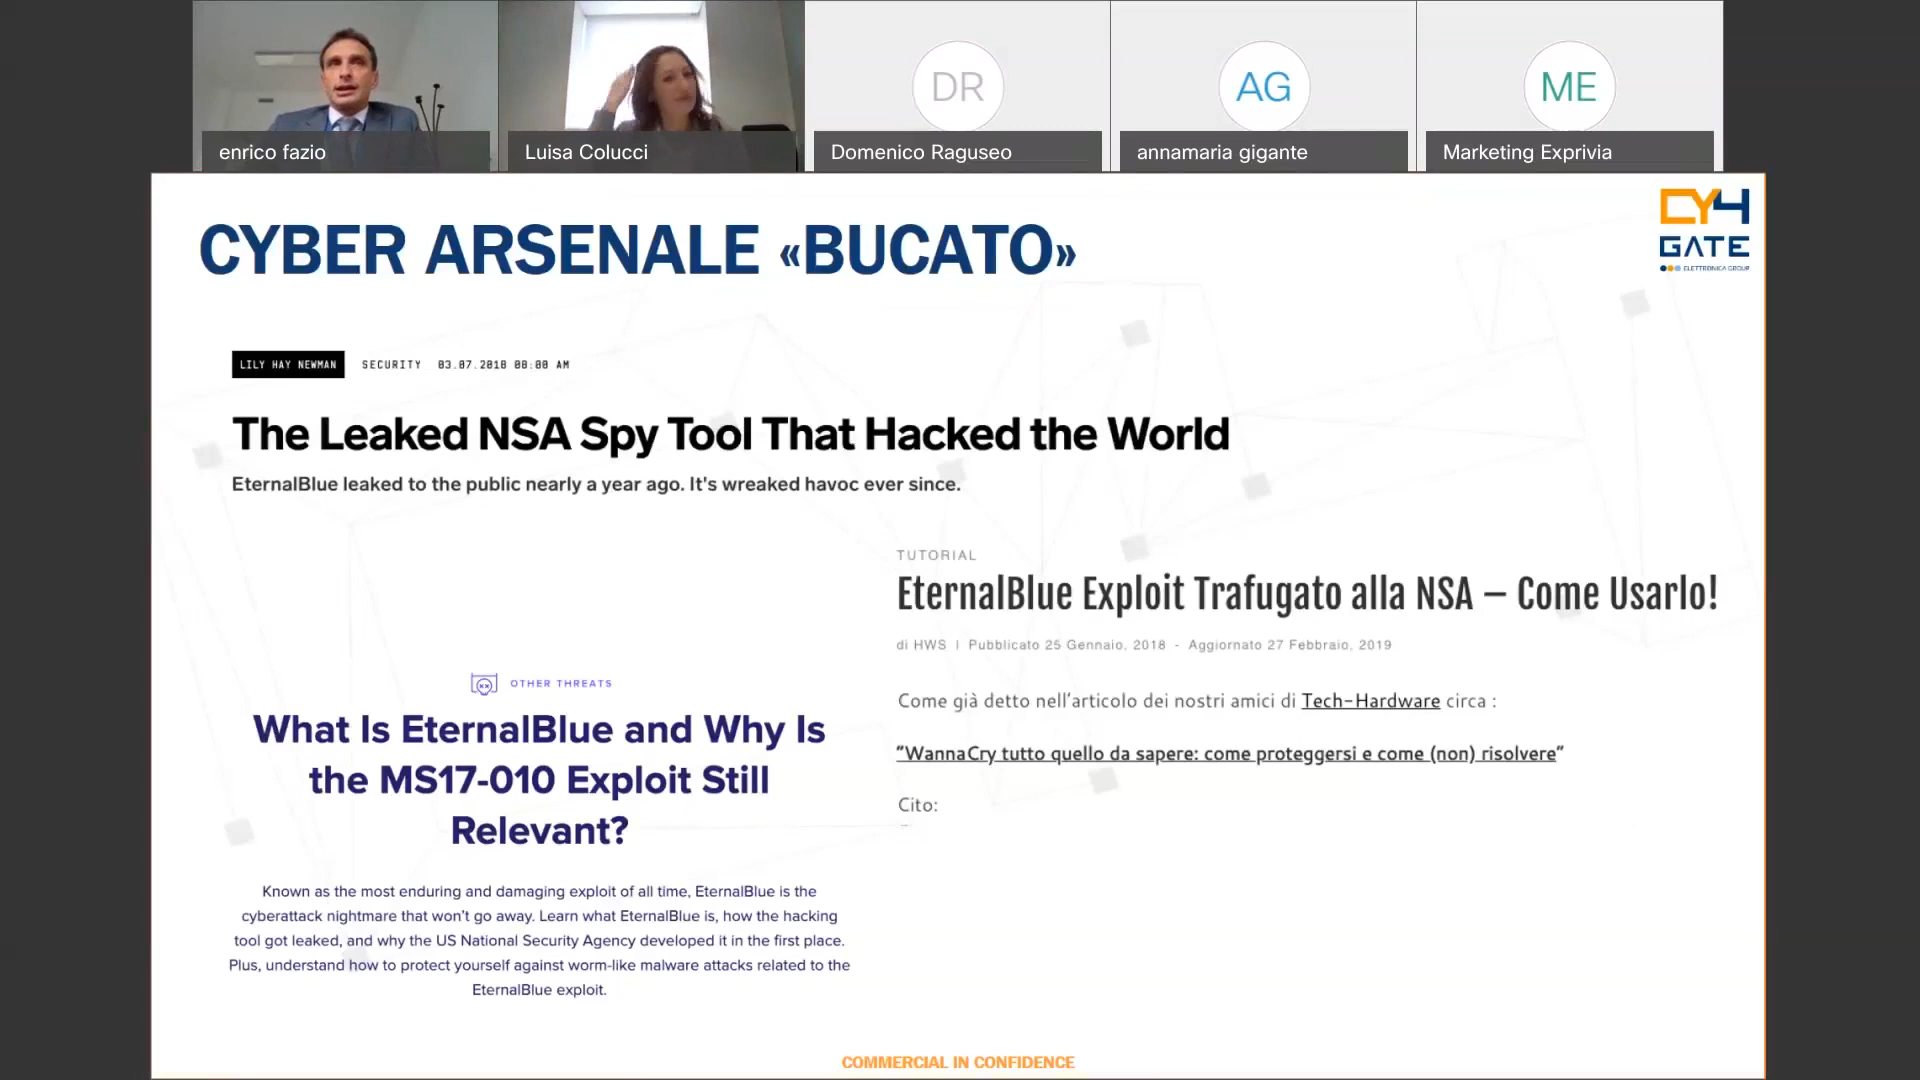 DR
AG
ME
enrico fazio
Luisa Colucci
Domenico Raguseo
annamaria gigante
Marketing Exprivia
CY4
GATE
ELETTRONICA GROUP
CYBER ARSENALE «BUCATO»
LILY HAY NEWMAN SECURITY 03.07.2018 08:00 AM
The Leaked NSA Spy Tool That Hacked the World
EternalBlue leaked to the public nearly a year ago. It's wreaked havoc ever since.
TUTORIAL
EternalBlue Exploit Trafugato alla NSA – Come Usarlo!
di HWS | Pubblicato 25 Gennaio, 2018 - Aggiornato 27 Febbraio, 2019
Come già detto nell'articolo dei nostri amici di Tech-Hardware circa :
"WannaCry tutto quello da sapere: come proteggersi e come (non) risolvere"
Cito:
OTHER THREATS
What Is EternalBlue and Why Is
the MS17-010 Exploit Still
Relevant?
Known as the most enduring and damaging exploit of all time, EternalBlue is the
cyberattack nightmare that won't go away. Learn what EternalBlue is, how the hacking
tool got leaked, and why the US National Security Agency developed it in the first place.
Plus, understand how to protect yourself against worm-like malware attacks related to the
EternalBlue exploit.
COMMERCIAL IN CONFIDENCE